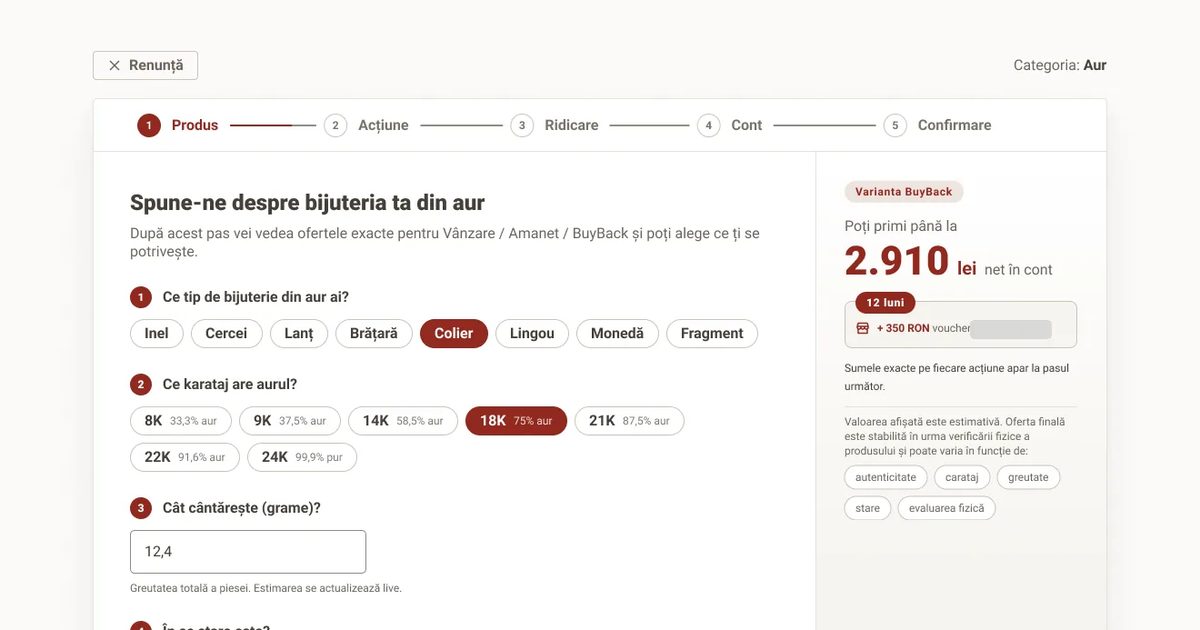 Renunță
Categoria: Aur
1 Produs
2 Acțiune
3 Ridicare
4 Cont
5 Confirmare
Spune-ne despre bijuteria ta din aur
După acest pas vei vedea ofertele exacte pentru Vânzare / Amanet / BuyBack și poți alege ce ți se
potrivește.
1 Ce tip de bijuterie din aur ai?
Inel Cercei Lanț Brățară Colier Lingou Monedă Fragment
2 Ce karataj are aurul?
8K 33,3% aur 9K 37,5% aur 14K 58,5% aur 18K 75% aur 21K 87,5% aur
22K 91,6% aur 24K 99,9% pur
3 Cât cântărește (grame)?
12,4
Greutatea totală a piesei. Estimarea se actualizează live.
Varianta BuyBack
Poți primi până la
2.910 lei net în cont
12 luni
+ 350 RON voucher
Sumele exacte pe fiecare acțiune apar la pasul
următor.
Valoarea afișată este estimativă. Oferta finală
este stabilită în urma verificării fizice a
produsului și poate varia în funcție de:
autenticitate carataj greutate
stare evaluarea fizică